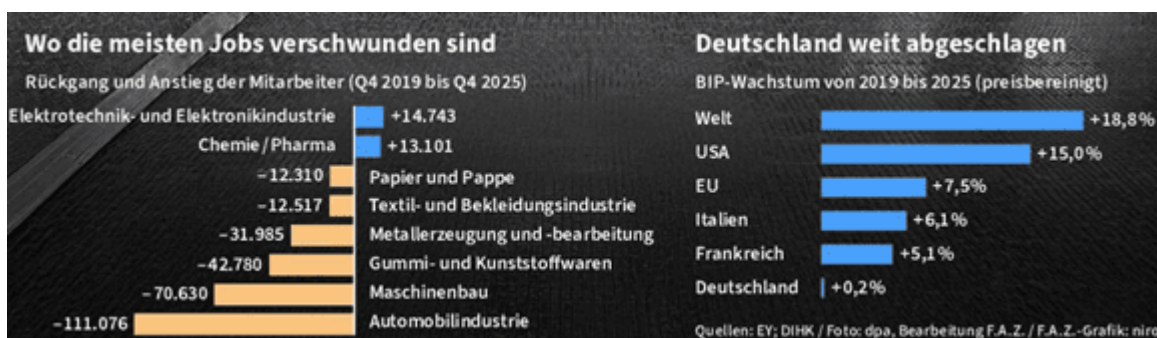 Wo die meisten Jobs verschwunden sind
Rückgang und Anstieg der Mitarbeiter (Q4 2019 bis Q4 2025)
Elektrotechnik- und Elektronikindustrie +14.743
Chemie / Pharma +13.101
–12.310 Papier und Pappe
–12.517 Textil- und Bekleidungsindustrie
–31.985 Metallerzeugung und -bearbeitung
–42.780 Gummi- und Kunststoffwaren
–70.630 Maschinenbau
–111.076 Automobilindustrie
Deutschland weit abgeschlagen
BIP-Wachstum von 2019 bis 2025 (preisbereinigt)
Welt +18,8%
USA +15,0%
EU +7,5%
Italien +6,1%
Frankreich +5,1%
Deutschland +0,2%
Quellen: EY; DIHK / Foto: dpa, Bearbeitung F.A.Z. / F.A.Z.-Grafik: niro